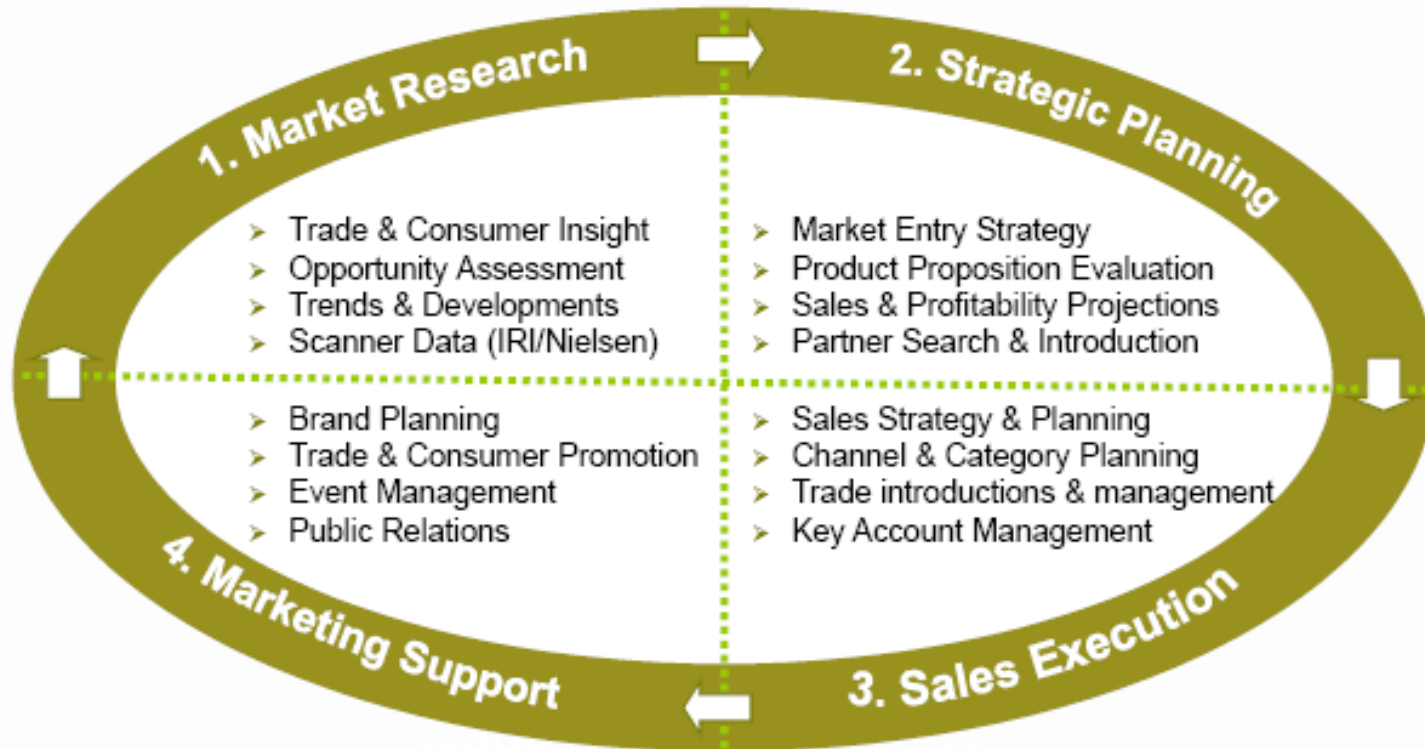 1. Market Research
Trade & Consumer Insight
Opportunity Assessment
Trends & Developments
Scanner Data (IRI/Nielsen)
2. Strategic Planning
Market Entry Strategy
Product Proposition Evaluation
Sales & Profitability Projections
Partner Search & Introduction
3. Sales Execution
Sales Strategy & Planning
Channel & Category Planning
Trade introductions & management
Key Account Management
4. Marketing Support
Brand Planning
Trade & Consumer Promotion
Event Management
Public Relations